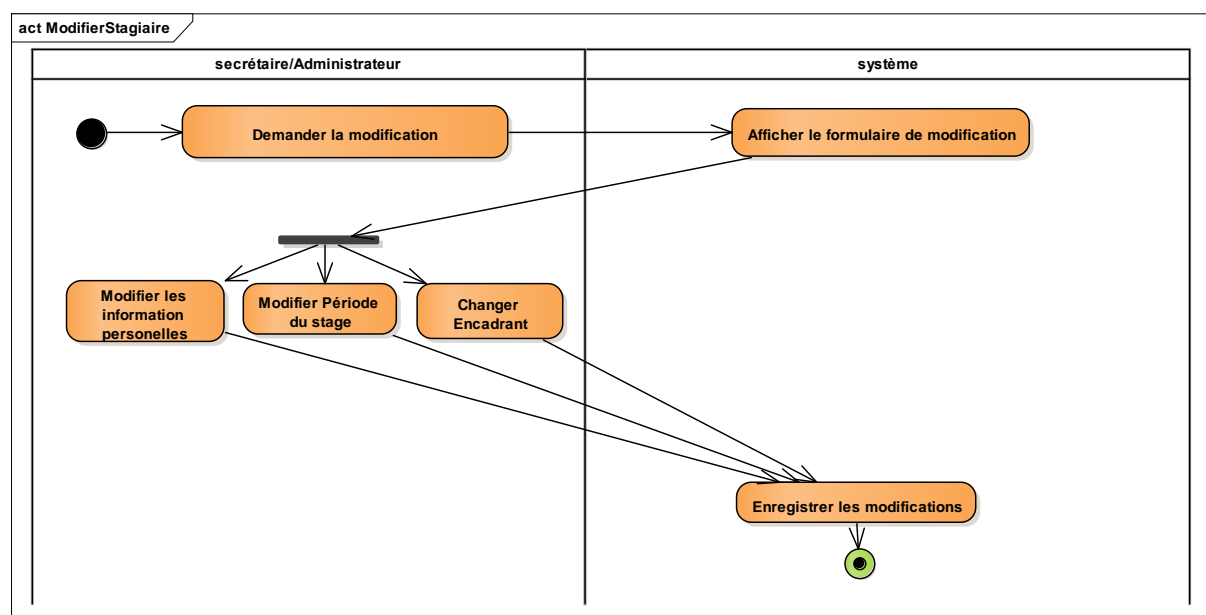 act ModifierStagiaire
secrétaire/Administrateur
système
Demander la modification
Afficher le formulaire de modification
Modifier les
information
personelles
Modifier Période
du stage
Changer
Encadrant
Enregistrer les modifications